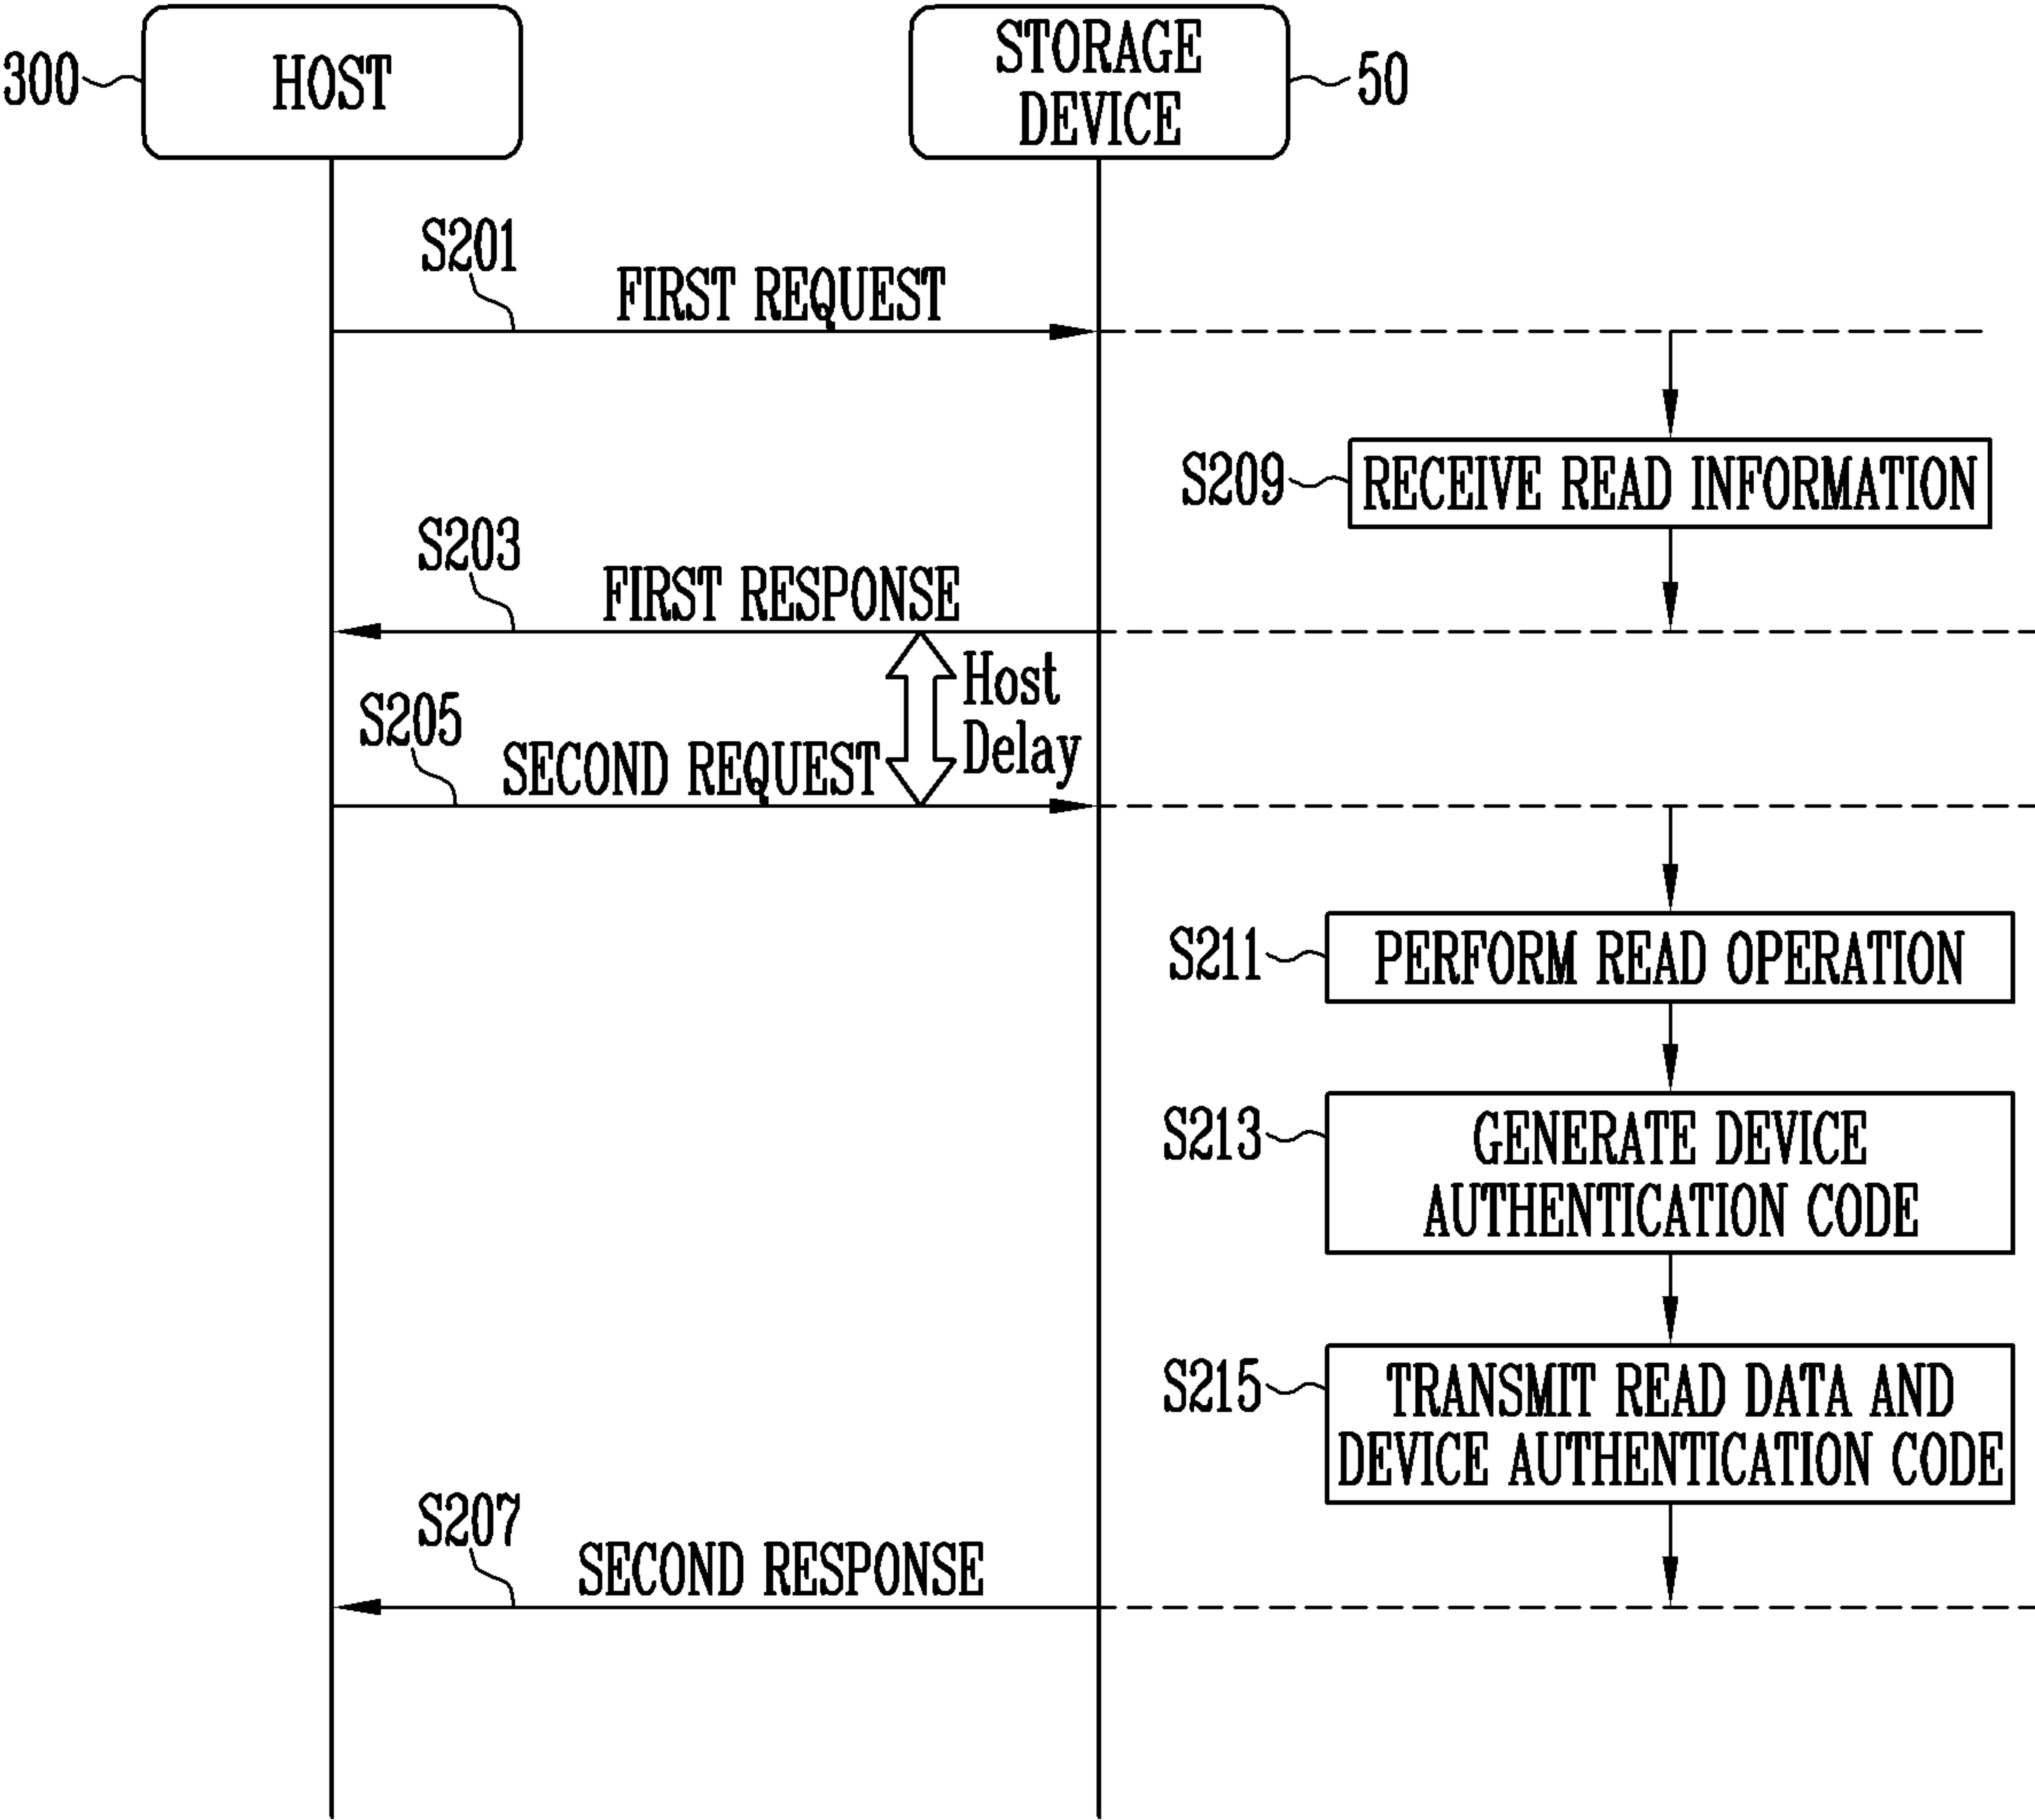 300
HOST
STORAGE
DEVICE
50
S201
FIRST REQUEST
S209
RECEIVE READ INFORMATION
S203
FIRST RESPONSE
Host
Delay
S205
SECOND REQUEST
S211
PERFORM READ OPERATION
S213
GENERATE DEVICE
AUTHENTICATION CODE
S215
TRANSMIT READ DATA AND
DEVICE AUTHENTICATION CODE
S207
SECOND RESPONSE